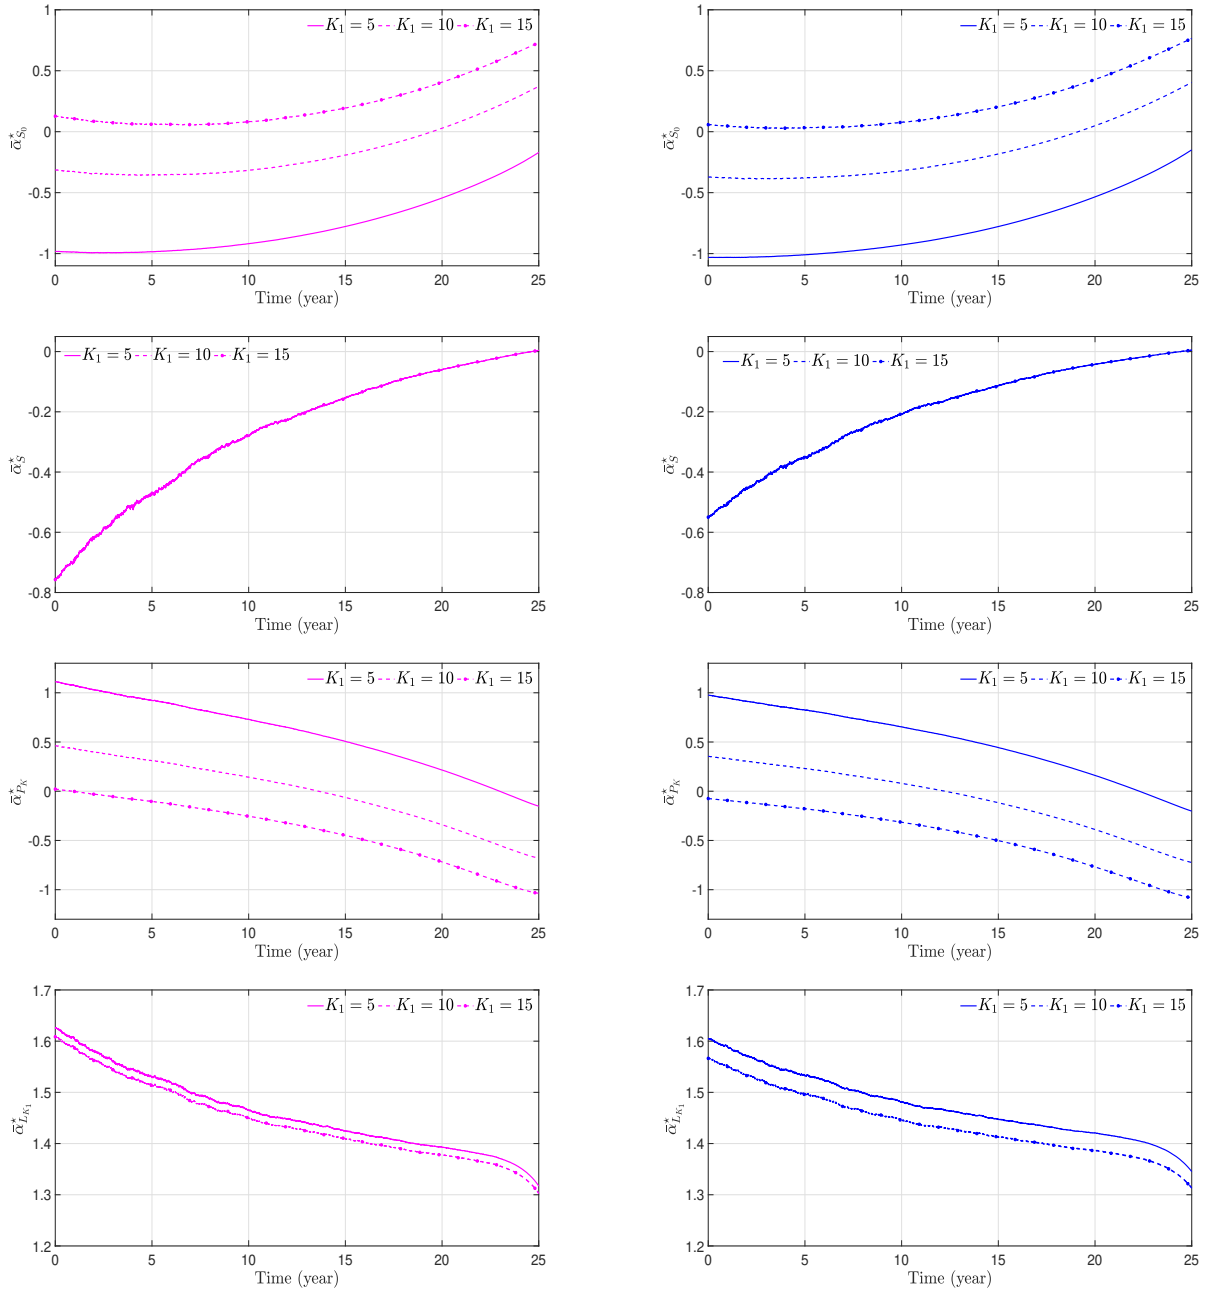 K₁ = 5 K₁ = 10 K₁ = 15
1
0.5
0
-0.5
-1
ᾱ*_{S₀}
0 5 10 15 20 25
Time (year)
K₁ = 5 K₁ = 10 K₁ = 15
1
0.5
0
-0.5
-1
ᾱ*_{S₀}
0 5 10 15 20 25
Time (year)
K₁ = 5 K₁ = 10 K₁ = 15
0
-0.2
-0.4
-0.6
-0.8
ᾱ*_S
0 5 10 15 20 25
Time (year)
K₁ = 5 K₁ = 10 K₁ = 15
0
-0.2
-0.4
-0.6
-0.8
ᾱ*_S
0 5 10 15 20 25
Time (year)
K₁ = 5 K₁ = 10 K₁ = 15
1
0.5
0
-0.5
-1
ᾱ*_{P_K}
0 5 10 15 20 25
Time (year)
K₁ = 5 K₁ = 10 K₁ = 15
1
0.5
0
-0.5
-1
ᾱ*_{P_K}
0 5 10 15 20 25
Time (year)
K₁ = 5 K₁ = 10 K₁ = 15
1.7
1.6
1.5
1.4
1.3
1.2
ᾱ*_{L_{K₁}}
0 5 10 15 20 25
Time (year)
K₁ = 5 K₁ = 10 K₁ = 15
1.7
1.6
1.5
1.4
1.3
1.2
ᾱ*_{L_{K₁}}
0 5 10 15 20 25
Time (year)